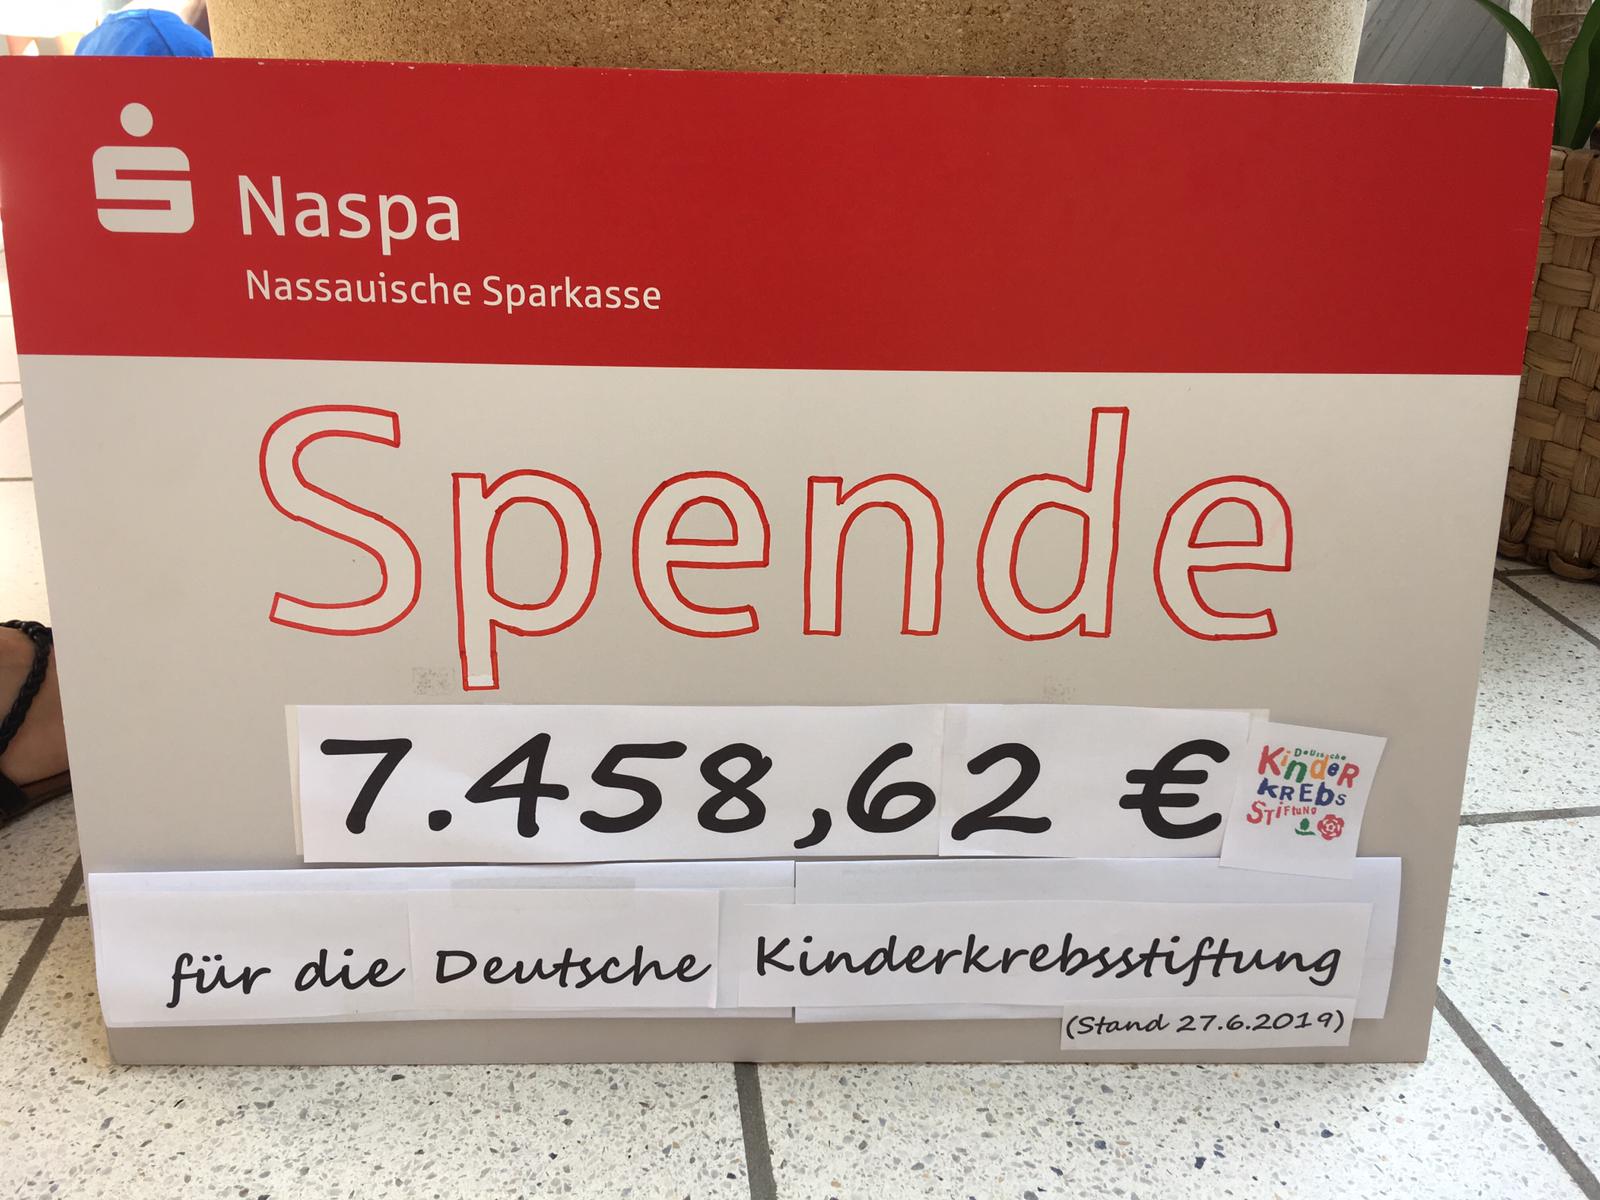 Naspa
Nassauische Sparkasse
Spende
7.458,62 €
Deutsche
KindeR
KREbs
STiftuNG
für die Deutsche Kinderkrebsstiftung
(Stand 27.6.2019)